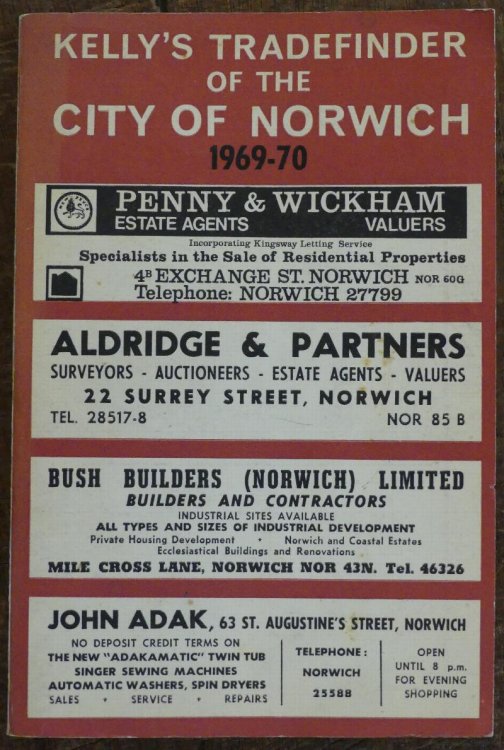 KELLY'S TRADEFINDER
OF THE
CITY OF NORWICH
1969-70
PENNY & WICKHAM
ESTATE AGENTS VALUERS
Incorporating Kingsway Letting Service
Specialists in the Sale of Residential Properties
4B EXCHANGE ST. NORWICH NOR 60G
Telephone: NORWICH 27799
ALDRIDGE & PARTNERS
SURVEYORS - AUCTIONEERS - ESTATE AGENTS - VALUERS
22 SURREY STREET, NORWICH
TEL. 28517-8 NOR 85 B
BUSH BUILDERS (NORWICH) LIMITED
BUILDERS AND CONTRACTORS
INDUSTRIAL SITES AVAILABLE
ALL TYPES AND SIZES OF INDUSTRIAL DEVELOPMENT
Private Housing Development • Norwich and Coastal Estates
Ecclesiastical Buildings and Renovations
MILE CROSS LANE, NORWICH NOR 43N. Tel. 46326
JOHN ADAK, 63 ST. AUGUSTINE'S STREET, NORWICH
NO DEPOSIT CREDIT TERMS ON
THE NEW "ADAKAMATIC" TWIN TUB
SINGER SEWING MACHINES
AUTOMATIC WASHERS, SPIN DRYERS
SALES • SERVICE • REPAIRS
TELEPHONE:
NORWICH
25588
OPEN
UNTIL 8 p.m.
FOR EVENING
SHOPPING